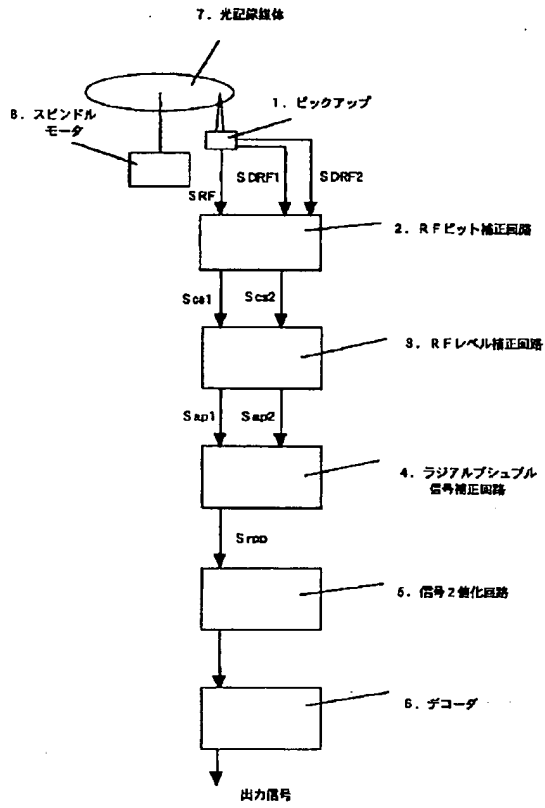 7. 光記録媒体
8. スピンドル
モータ
1. ピックアップ
SRF
SDRF1
SDRF2
2. RFピット補正回路
Scs1
Scs2
3. RFレベル補正回路
Sap1
Sap2
4. ラジアルプシュプル
信号補正回路
Srpp
5. 信号2値化回路
6. デコーダ
出力信号